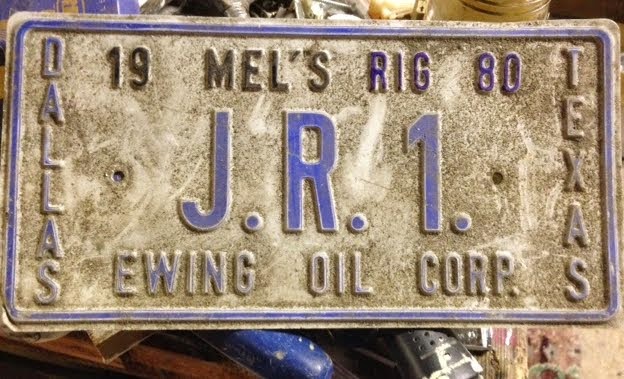 19 MEL'S RIG 80
DALLAS
J.R.1.
TEXAS
EWING OIL CORP.